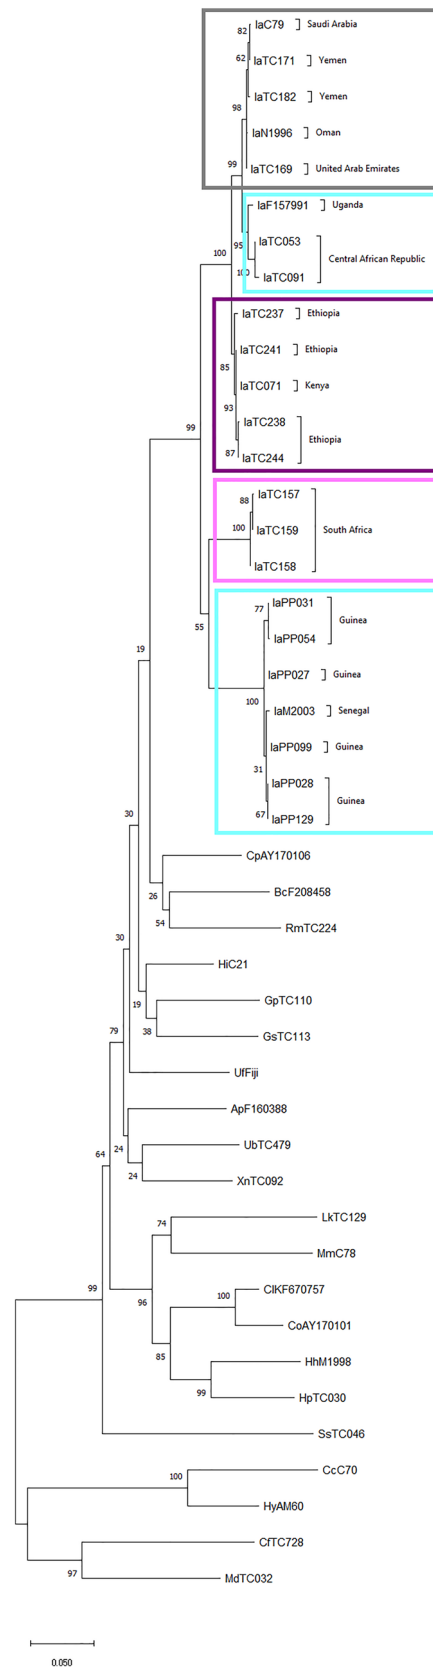 82
IaC79 Saudi Arabia
62
IaTC171 Yemen
IaTC182 Yemen
98
IaN1996 Oman
99
IaTC169 United Arab Emirates
IaF157991 Uganda
95
IaTC053
Central African Republic
100
IaTC091
100
IaTC237 Ethiopia
IaTC241 Ethiopia
85
IaTC071 Kenya
93
IaTC238
99
Ethiopia
87
IaTC244
88
IaTC157
100
IaTC159 South Africa
IaTC158
77
IaPP031
Guinea
55
IaPP054
19
IaPP027 Guinea
100
IaM2003 Senegal
IaPP099 Guinea
31
IaPP028
Guinea
67
IaPP129
30
CpAY170106
26
BcF208458
54
RmTC224
30
HiC21
19
GpTC110
38
GsTC113
79
UfFiji
ApF160388
24
UbTC479
64
24
XnTC092
74
LkTC129
MmC78
99
100
ClKF670757
96
CoAY170101
85
HhM1998
99
HpTC030
SsTC046
100
CcC70
HyAM60
CfTC728
97
MdTC032
0.050